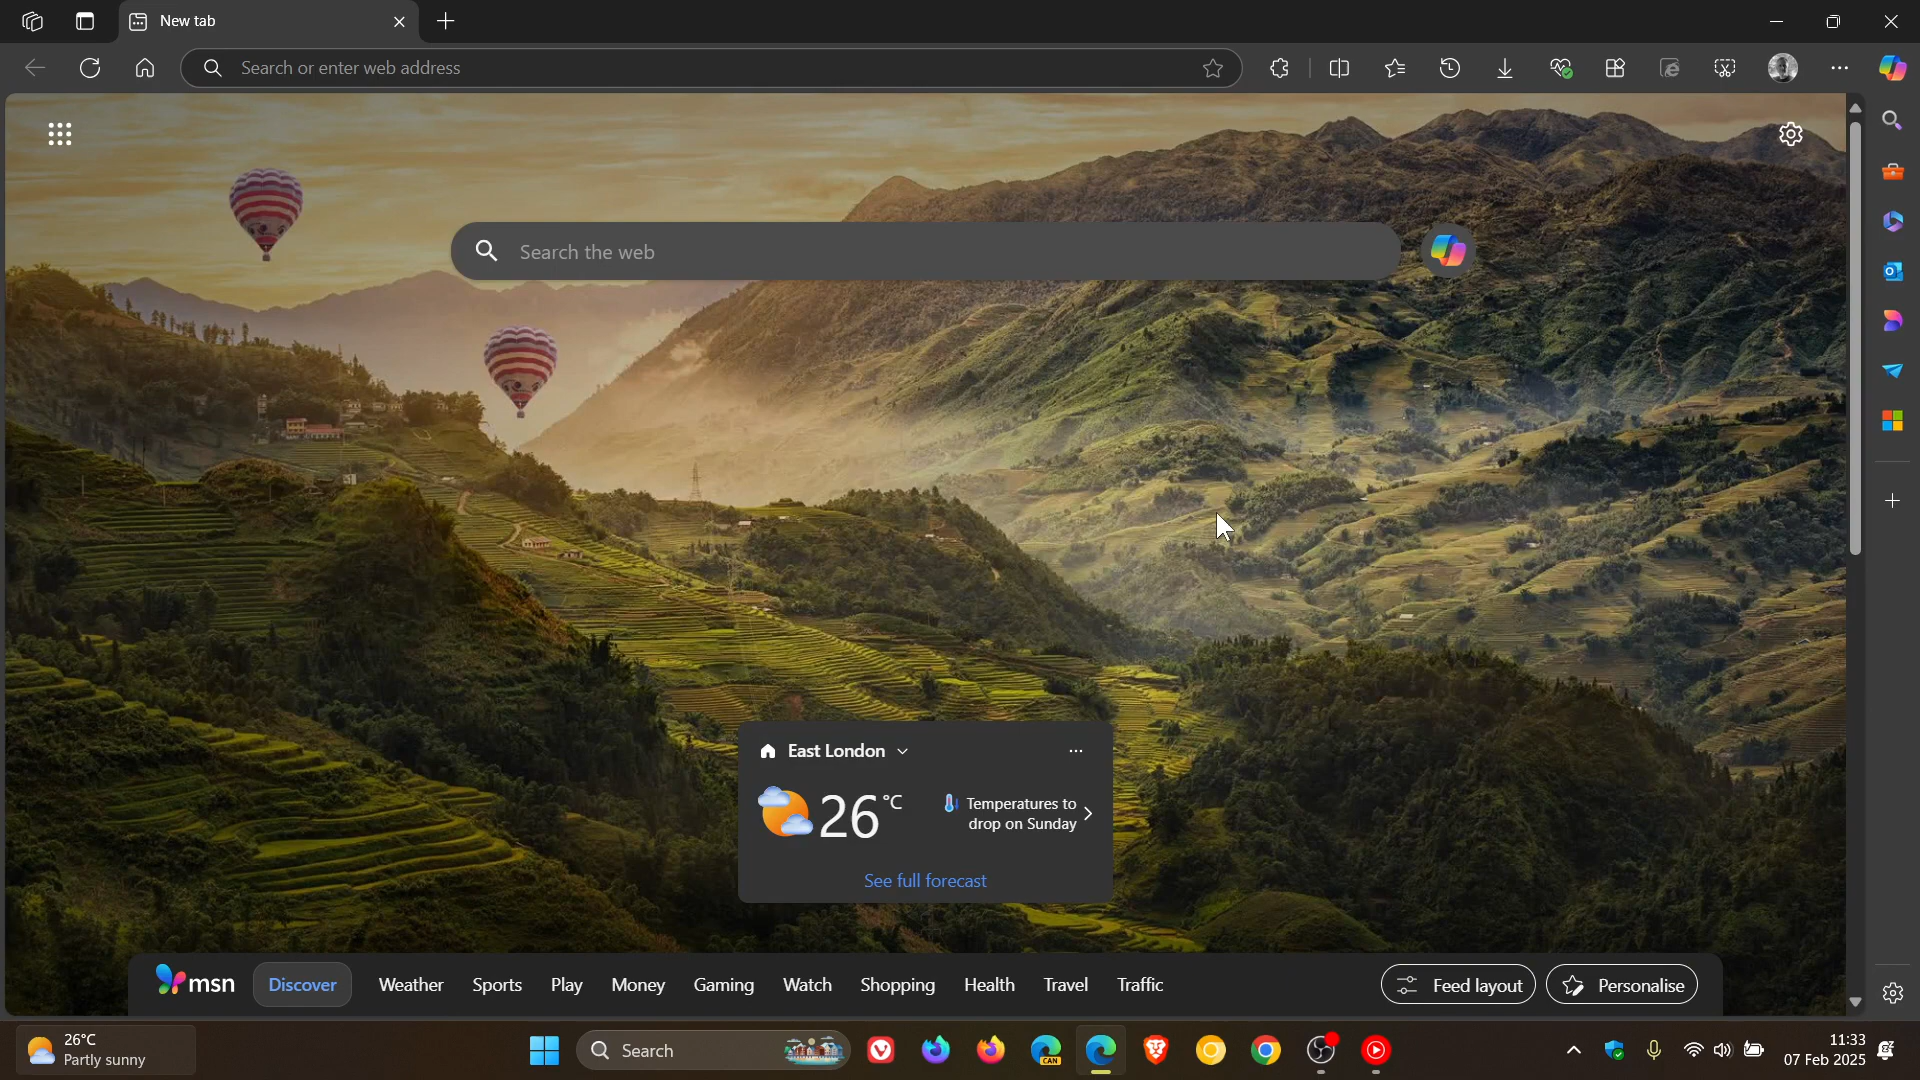 New tab
Search or enter web address
Search the web
East London
26 °C
Temperatures to
drop on Sunday
See full forecast
msn Discover Weather Sports Play Money Gaming Watch Shopping Health Travel Traffic Feed layout Personalise
26°C
Partly sunny
Search
CAN
11:33
07 Feb 2025